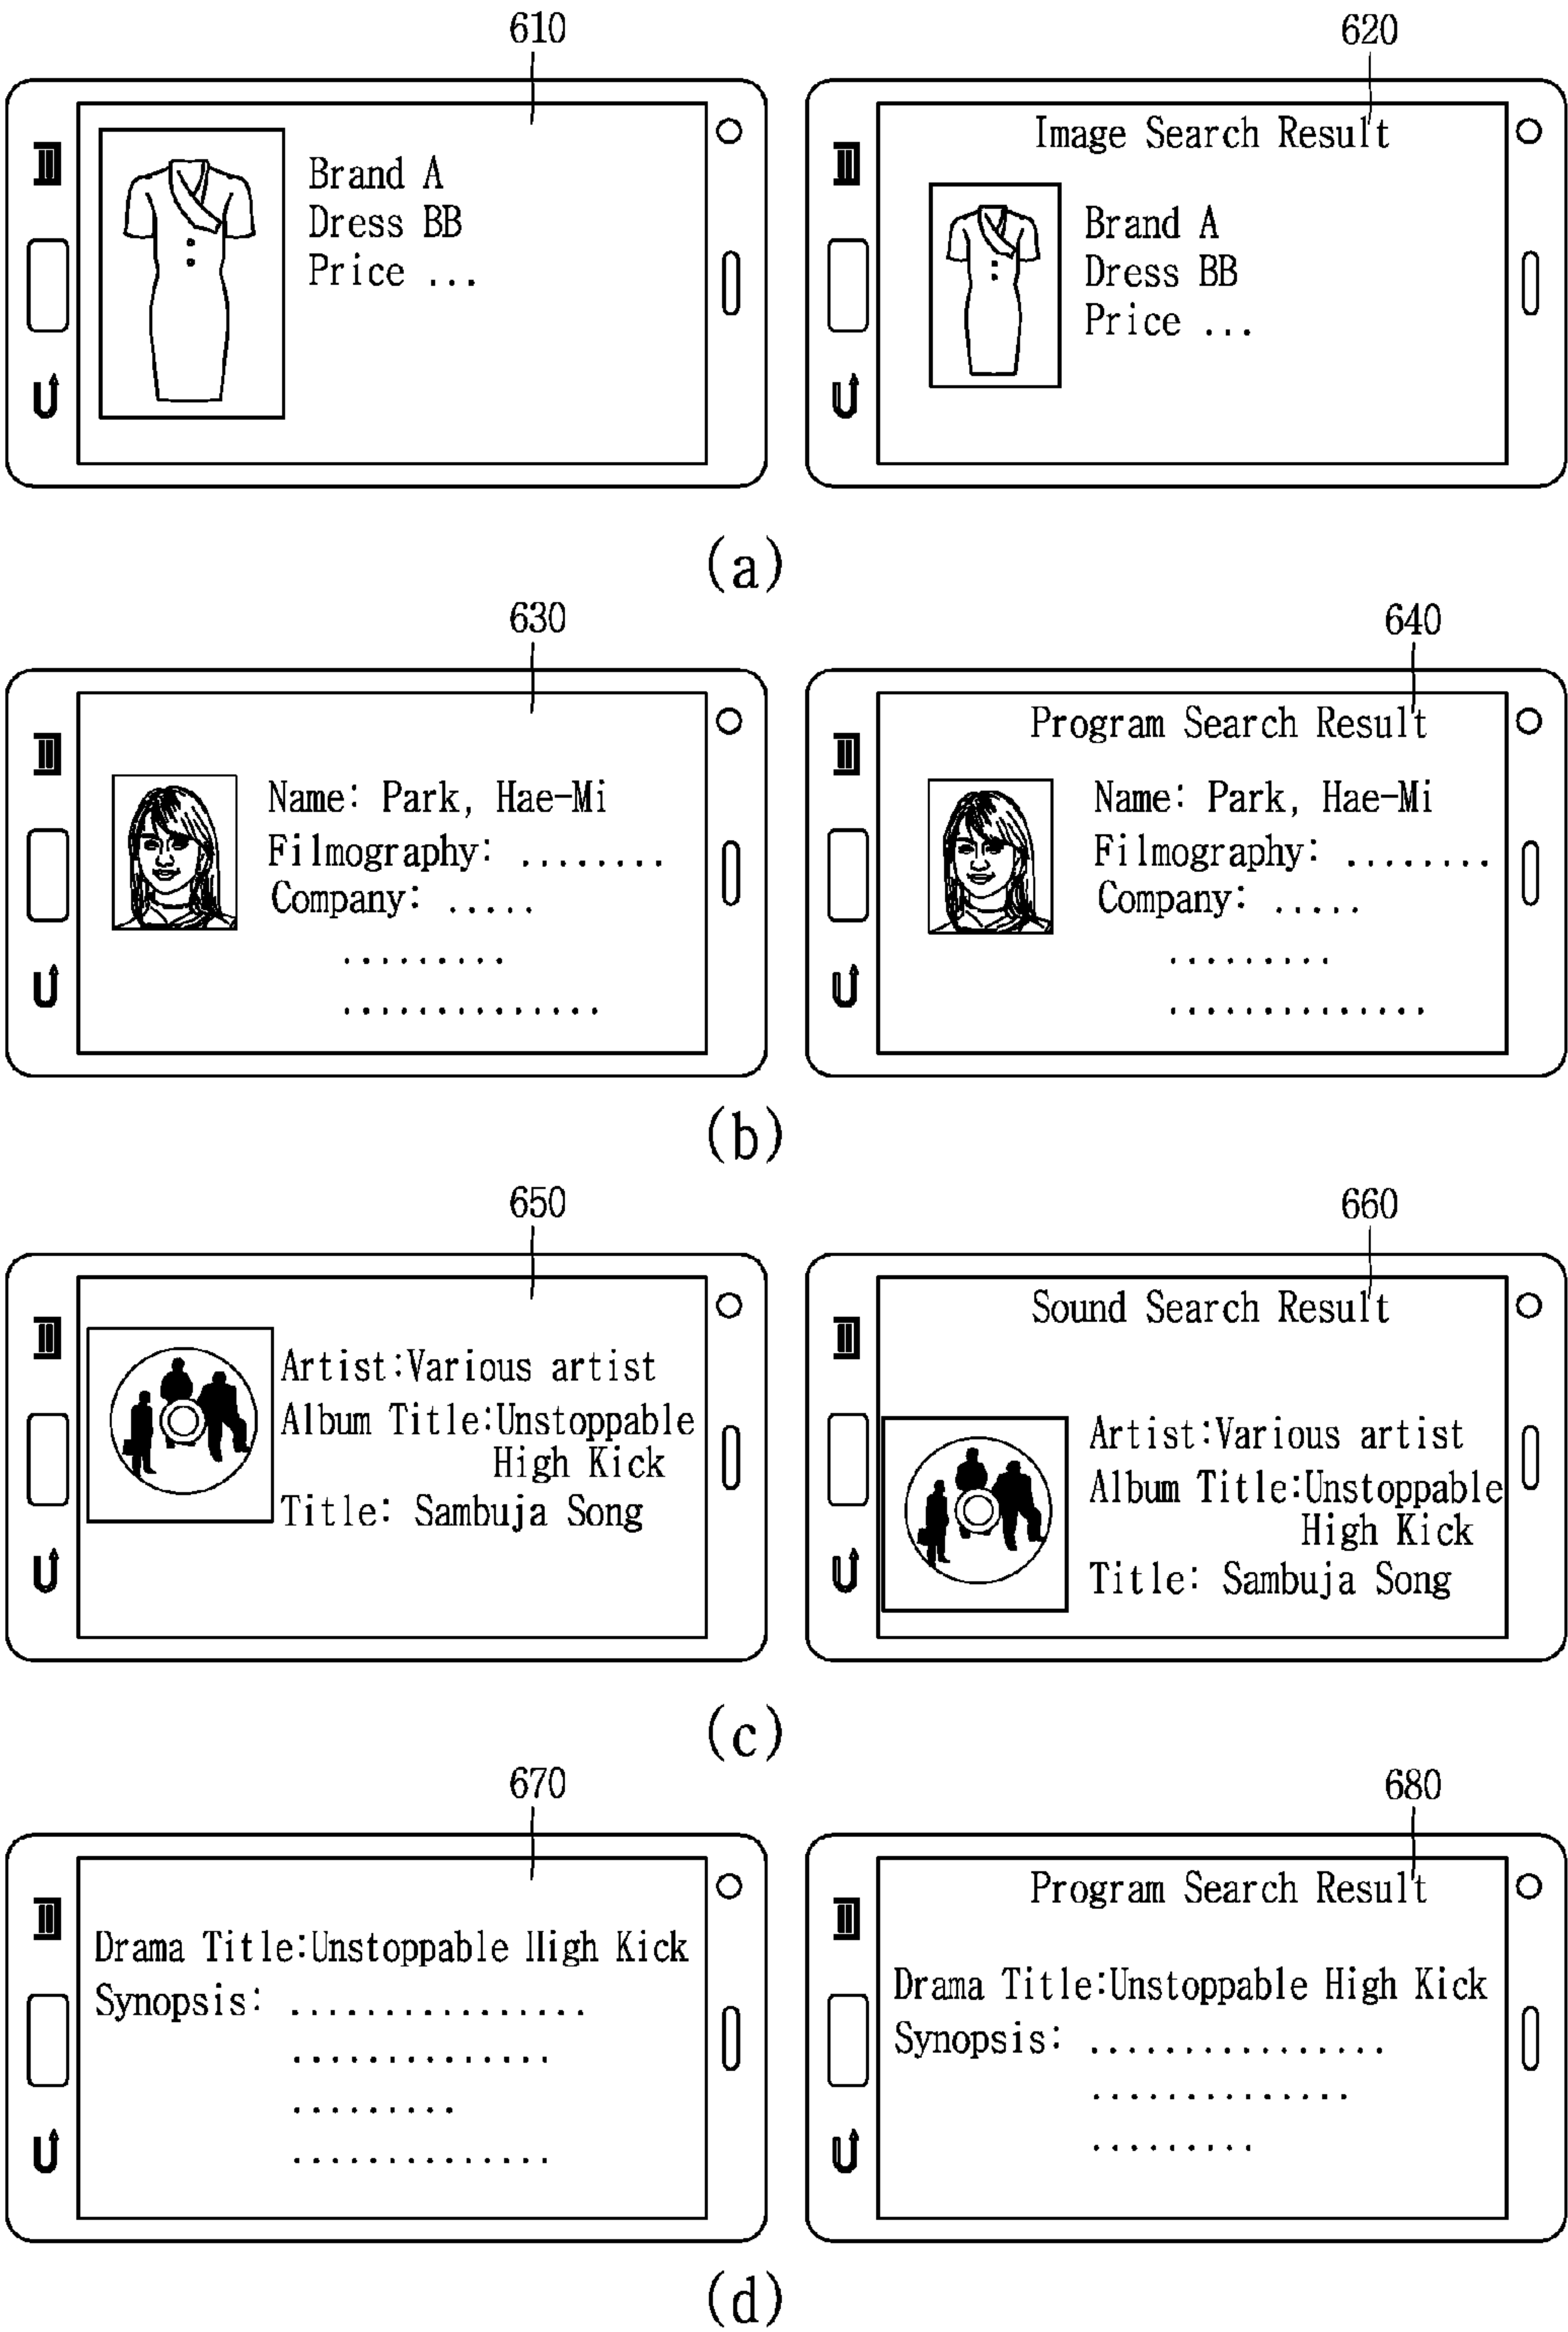 610
620
Brand A
Dress BB
Price ...
Image Search Result
Brand A
Dress BB
Price ...
(a)
630
640
Name: Park, Hae-Mi
Filmography: ........
Company: .....
.........
..............
Program Search Result
Name: Park, Hae-Mi
Filmography: ........
Company: .....
.........
..............
(b)
650
660
Artist:Various artist
Album Title:Unstoppable
High Kick
Title: Sambuja Song
Sound Search Result
Artist:Various artist
Album Title:Unstoppable
High Kick
Title: Sambuja Song
(c)
670
680
Drama Title:Unstoppable High Kick
Synopsis: ................
..............
.........
..............
Program Search Result
Drama Title:Unstoppable High Kick
Synopsis: ................
..............
.........
(d)